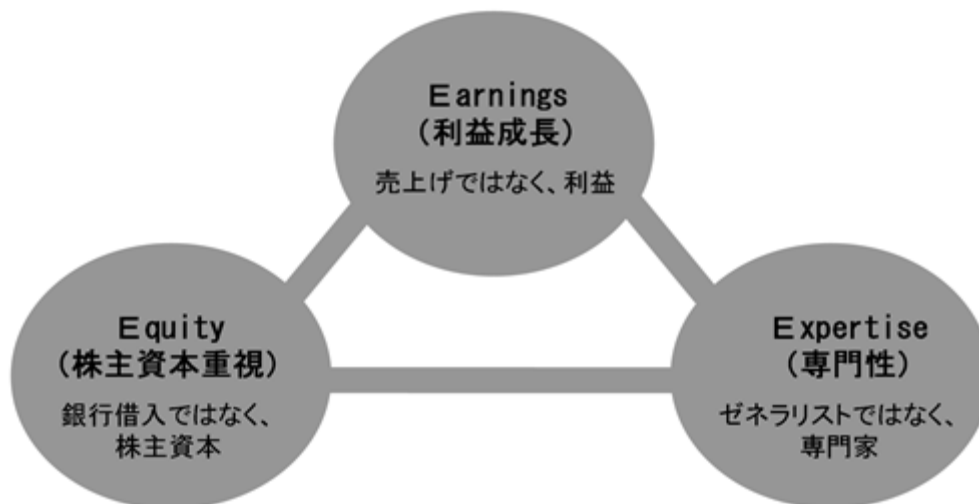 Earnings
(利益成長)
売上げではなく、利益
Equity
(株主資本重視)
銀行借入ではなく、
株主資本
Expertise
(専門性)
ゼネラリストではなく、
専門家